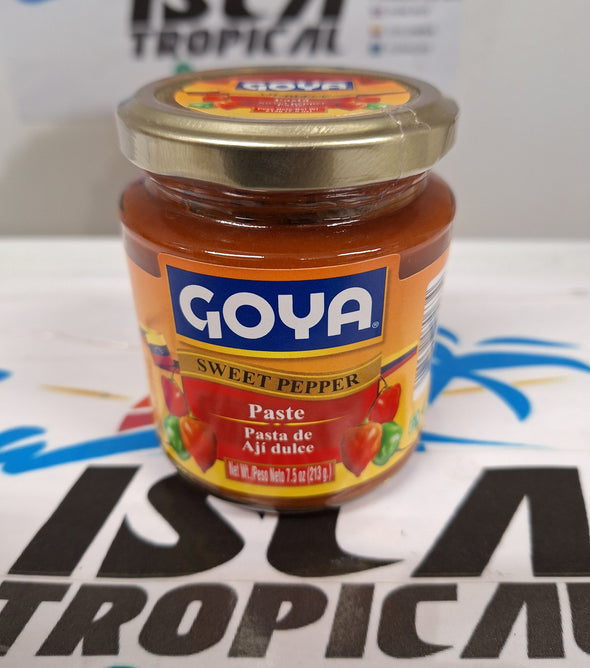 ISLA
TROPICAL
GOYA
GOYA®
SWEET PEPPER
Paste
Pasta de
Ají dulce
Net Wt./Peso Neto 7.5 oz (213 g.)
ISLA
TROPICAL